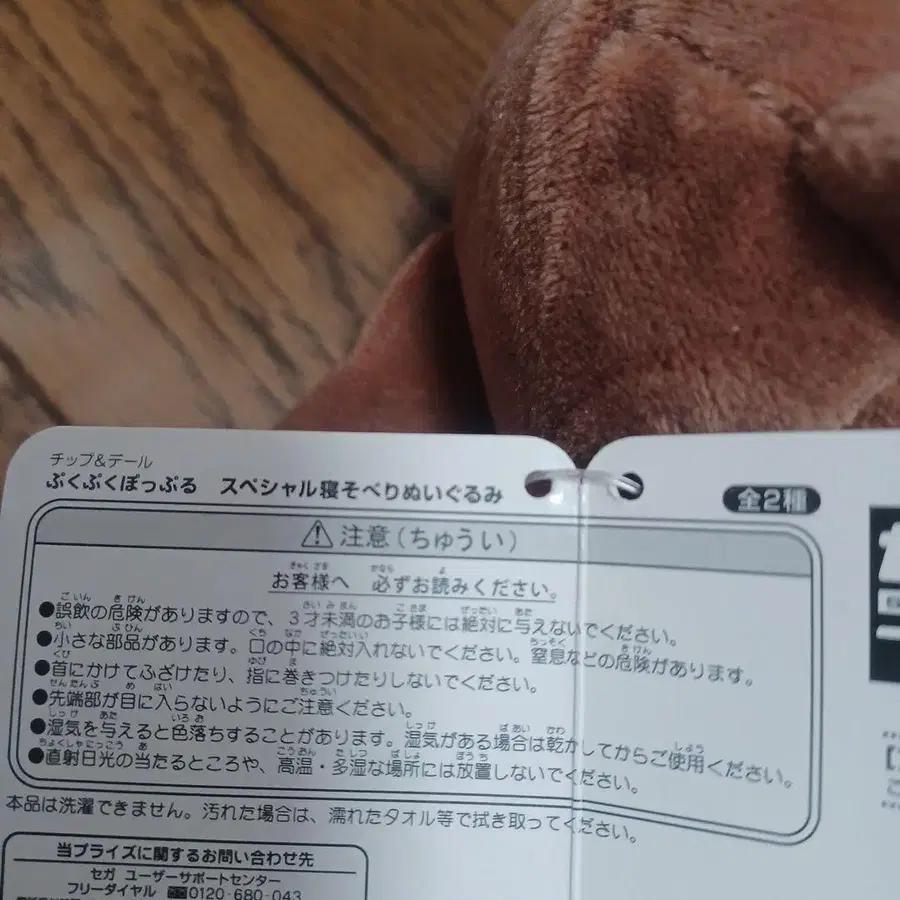 チップ&デール
ぷくぷくぽっぷる スペシャル寝そべりぬいぐるみ
全2種
⚠注意(ちゅうい)
お客様へ 必ずお読みください。
●誤飲の危険がありますので、3才未満のお子様には絶対に与えないでください。
●小さな部品があります。口の中に絶対入れないでください。窒息などの危険があります。
●首にかけてふざけたり、指に巻きつけたりしないでください。
●先端部が目に入らないようにご注意ください。
●湿気を与えると色落ちすることがあります。湿気がある場合は乾かしてからご使用ください。
●直射日光の当たるところや、高温・多湿な場所には放置しないでください。
本品は洗濯できません。汚れた場合は、濡れたタオル等で拭き取ってください。
当プライズに関するお問い合わせ先
セガ ユーザーサポートセンター
フリーダイヤル 0120-680-043